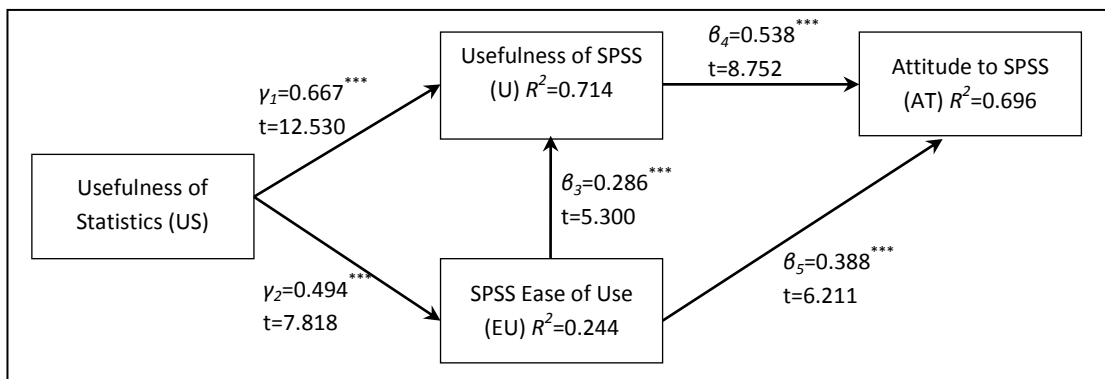 Usefulness of
Statistics (US)
γ₁=0.667***
t=12.530
γ₂=0.494***
t=7.818
Usefulness of SPSS
(U) R²=0.714
β₃=0.286***
t=5.300
SPSS Ease of Use
(EU) R²=0.244
β₄=0.538***
t=8.752
β₅=0.388***
t=6.211
Attitude to SPSS
(AT) R²=0.696